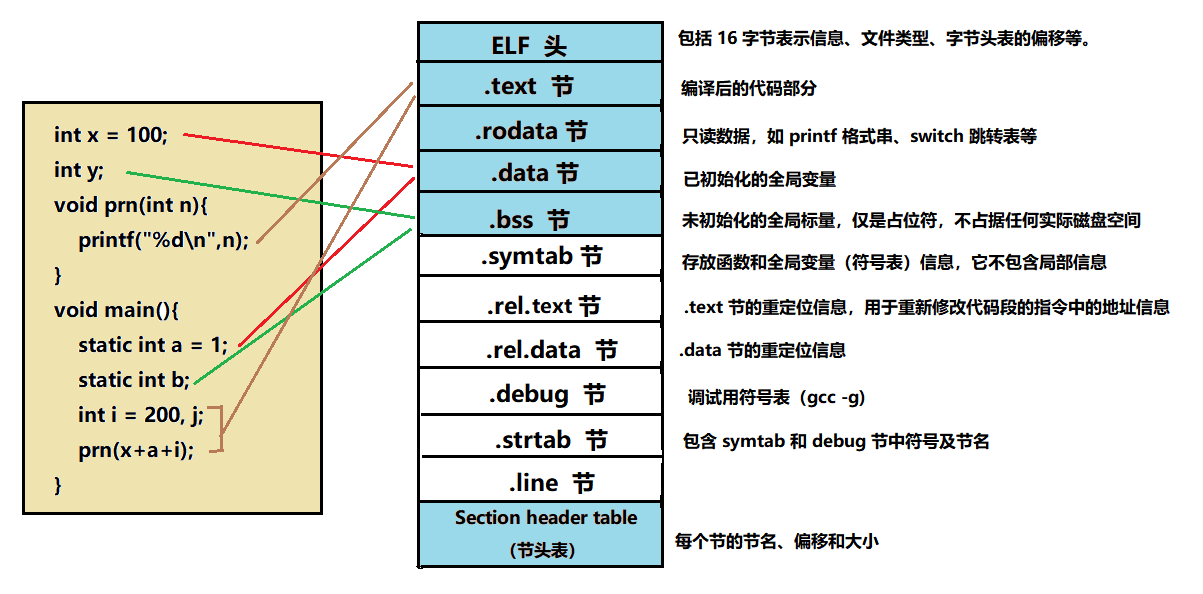 int x = 100;
int y;
void prn(int n){
printf("%d\n",n);
}
void main(){
static int a = 1;
static int b;
int i = 200, j;
prn(x+a+i);
}
ELF 头
包括 16 字节表示信息、文件类型、字节头表的偏移等。
.text 节
编译后的代码部分
.rodata 节
只读数据，如 printf 格式串、switch 跳转表等
.data 节
已初始化的全局变量
.bss 节
未初始化的全局标量，仅是占位符，不占据任何实际磁盘空间
.symtab 节
存放函数和全局变量（符号表）信息，它不包含局部信息
.rel.text 节
.text 节的重定位信息，用于重新修改代码段的指令中的地址信息
.rel.data 节
.data 节的重定位信息
.debug 节
调试用符号表（gcc -g)
.strtab 节
包含 symtab 和 debug 节中符号及节名
.line 节
Section header table
（节头表）
每个节的节名、偏移和大小